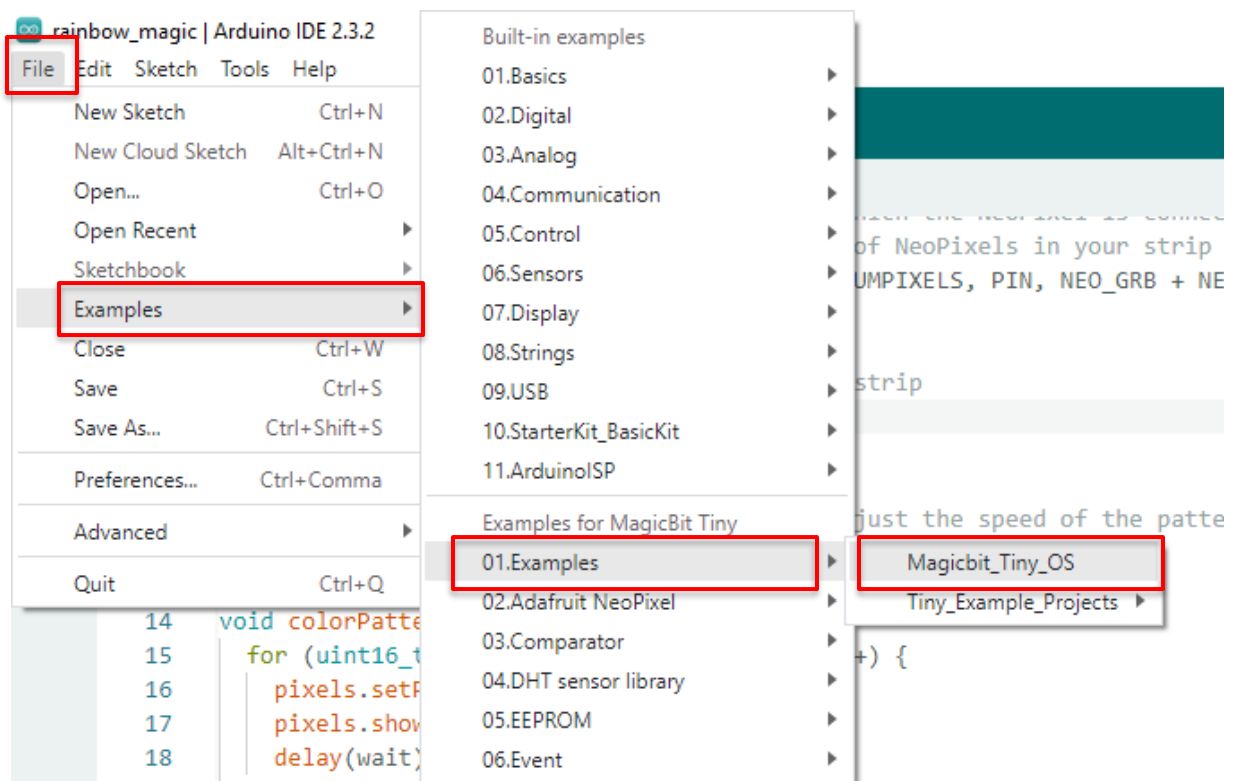 rainbow_magic | Arduino IDE 2.3.2
File Edit Sketch Tools Help
New Sketch Ctrl+N
New Cloud Sketch Alt+Ctrl+N
Open... Ctrl+O
Open Recent
Sketchbook
Examples
Close Ctrl+W
Save Ctrl+S
Save As... Ctrl+Shift+S
Preferences... Ctrl+Comma
Advanced
Quit Ctrl+Q
Built-in examples
01.Basics
02.Digital
03.Analog
04.Communication
05.Control
06.Sensors
07.Display
08.Strings
09.USB
10.StarterKit_BasicKit
11.ArduinoISP
Examples for MagicBit Tiny
01.Examples
02.Adafruit NeoPixel
03.Comparator
04.DHT sensor library
05.EEPROM
06.Event
Magicbit_Tiny_OS
Tiny_Example_Projects
the NeoPixel is
of NeoPixels in your strip
UMPIXELS, PIN, NEO_GRB + NE
strip
just the speed of the patte
14 void colorPatte
15 for (uint16_t +) {
16 pixels.setP
17 pixels.show
18 delay(wait)